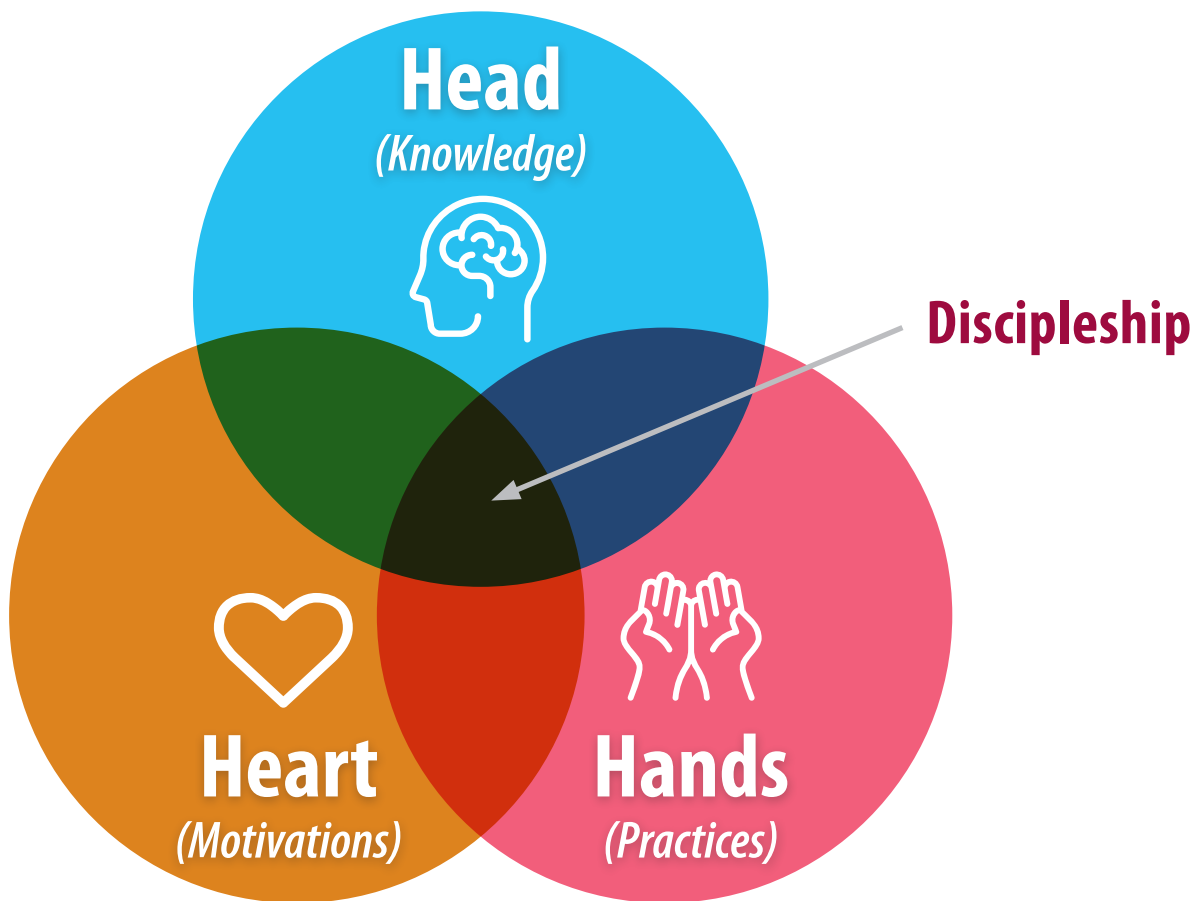 Head
(Knowledge)
Discipleship
Heart
(Motivations)
Hands
(Practices)